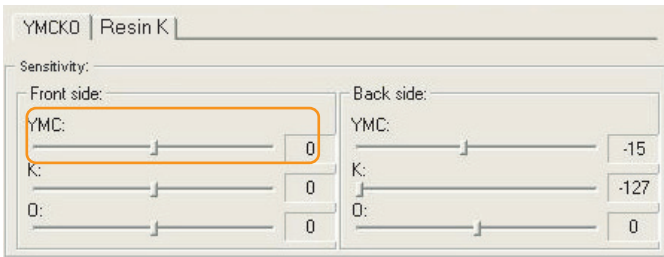 YMCKO Resin K
Sensitivity:
Front side:
YMC:
0
K:
0
O:
0
Back side:
YMC:
-15
K:
-127
O:
0